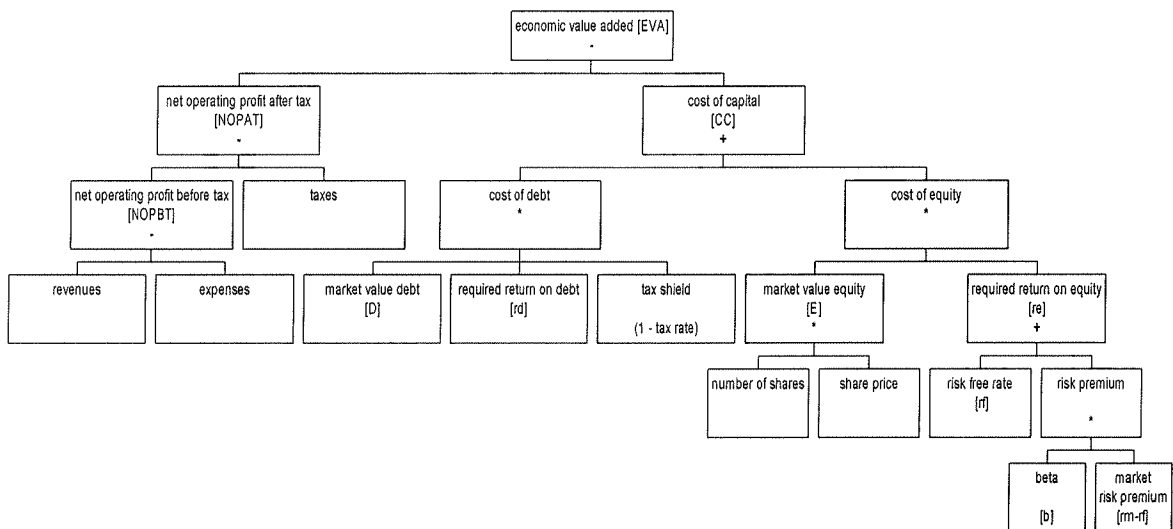 economic value added [EVA]
-
net operating profit after tax
[NOPAT]
-
cost of capital
[CC]
+
net operating profit before tax
[NOPBT]
-
taxes
cost of debt
*
cost of equity
*
revenues
expenses
market value debt
[D]
required return on debt
[rd]
tax shield
(1 - tax rate)
market value equity
[E]
*
required return on equity
[re]
+
number of shares
share price
risk free rate
[rf]
risk premium
*
beta
[b]
market
risk premium
[rm-rf]